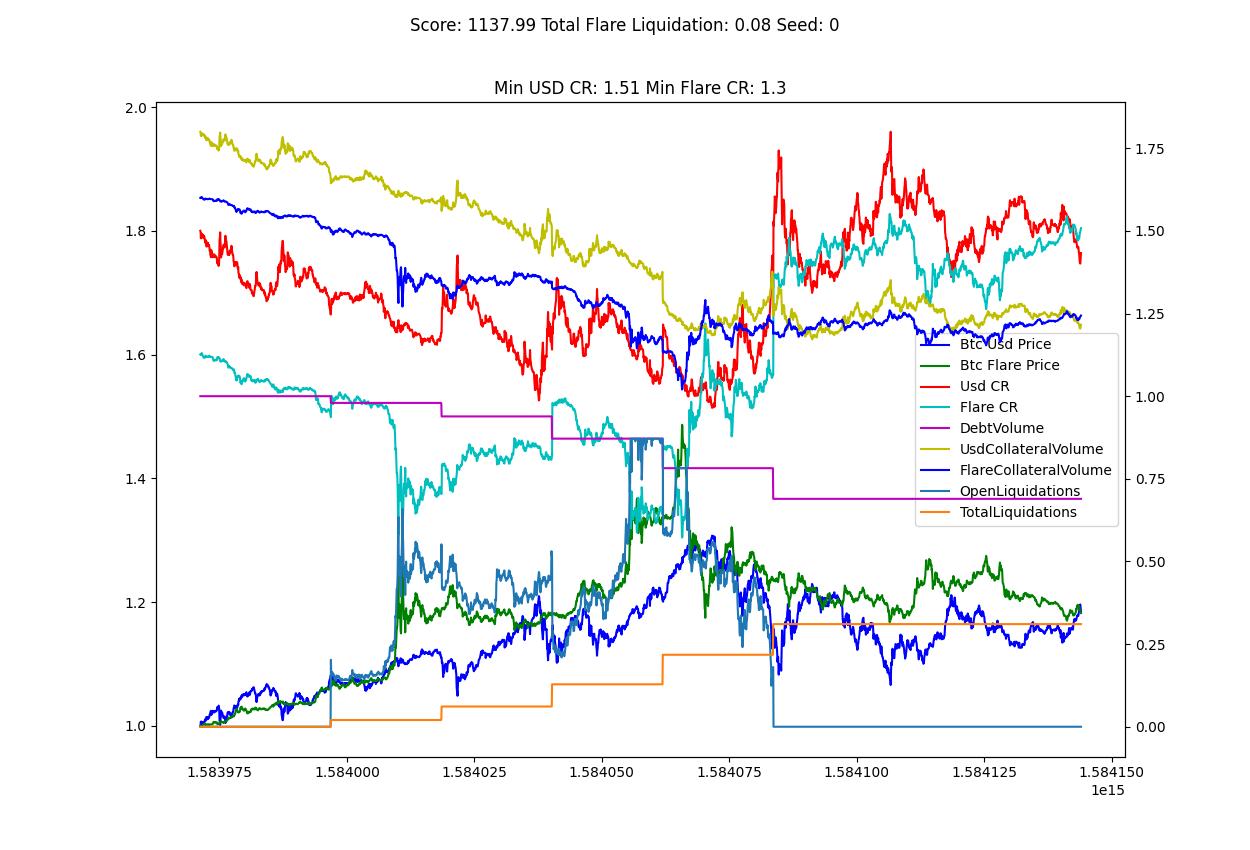 Score: 1137.99 Total Flare Liquidation: 0.08 Seed: 0
Min USD CR: 1.51 Min Flare CR: 1.3
2.0
1.8
1.6
1.4
1.2
1.0
1.75
1.50
1.25
1.00
0.75
0.50
0.25
0.00
Btc Usd Price
Btc Flare Price
Usd CR
Flare CR
DebtVolume
UsdCollateralVolume
FlareCollateralVolume
OpenLiquidations
TotalLiquidations
1.583975 1.584000 1.584025 1.584050 1.584075 1.584100 1.584125 1.584150
1e15